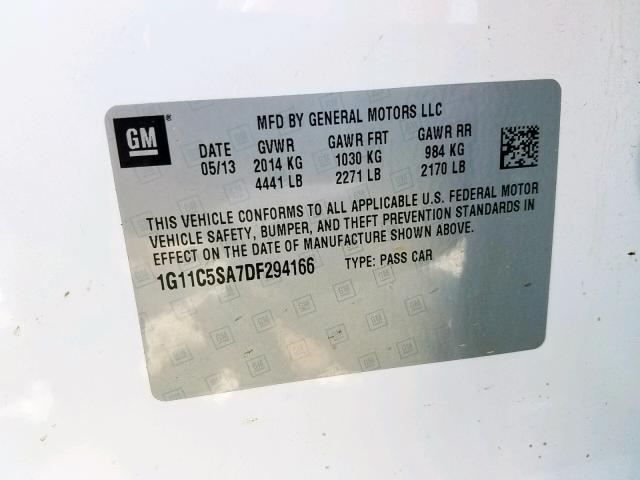 GM
MFD BY GENERAL MOTORS LLC
DATE GVWR GAWR FRT GAWR RR
05/13 2014 KG 1030 KG 984 KG
4441 LB 2271 LB 2170 LB
THIS VEHICLE CONFORMS TO ALL APPLICABLE U.S. FEDERAL MOTOR
VEHICLE SAFETY, BUMPER, AND THEFT PREVENTION STANDARDS IN
EFFECT ON THE DATE OF MANUFACTURE SHOWN ABOVE.
1G11C5SA7DF294166 TYPE: PASS CAR